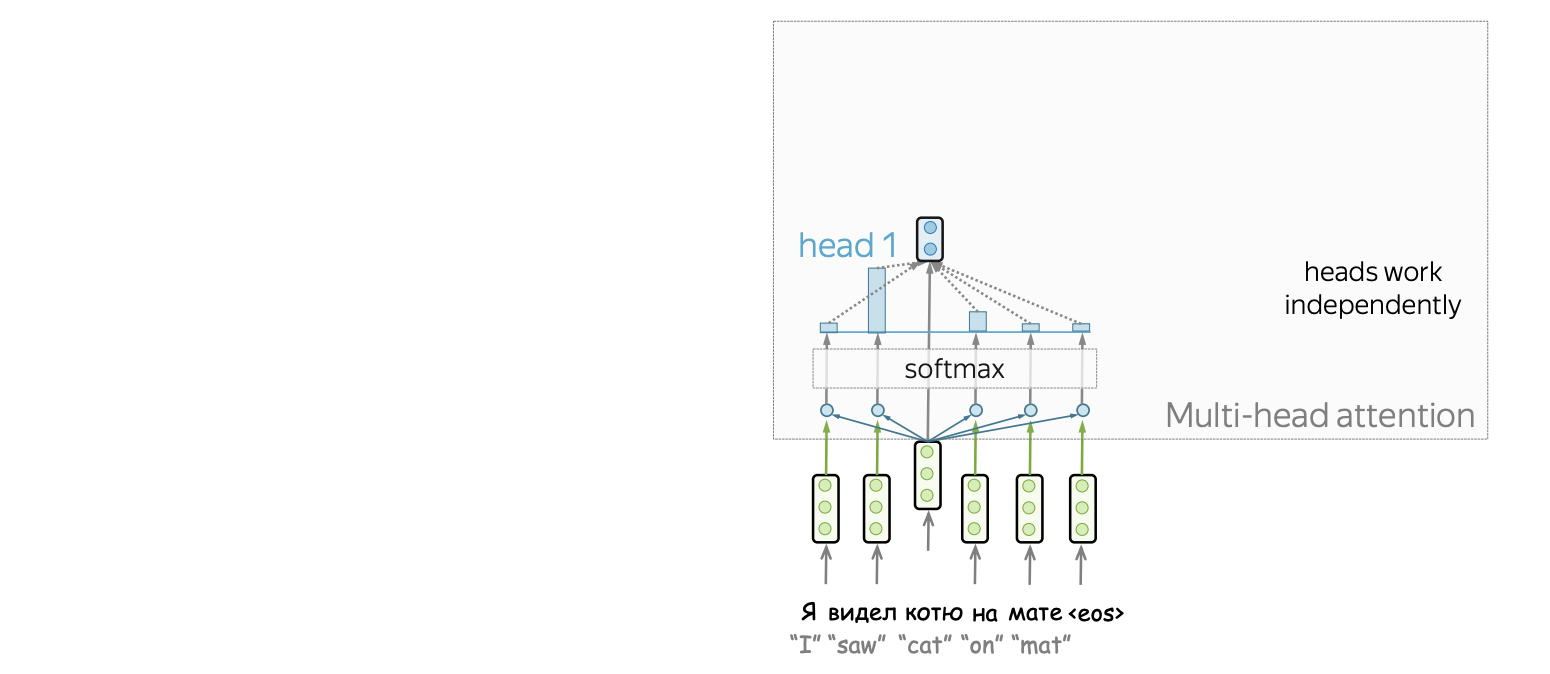 head 1
heads work
independently
softmax
Multi-head attention
Я видел котю на мате <eos>
“I” “saw” “cat” “on” “mat”